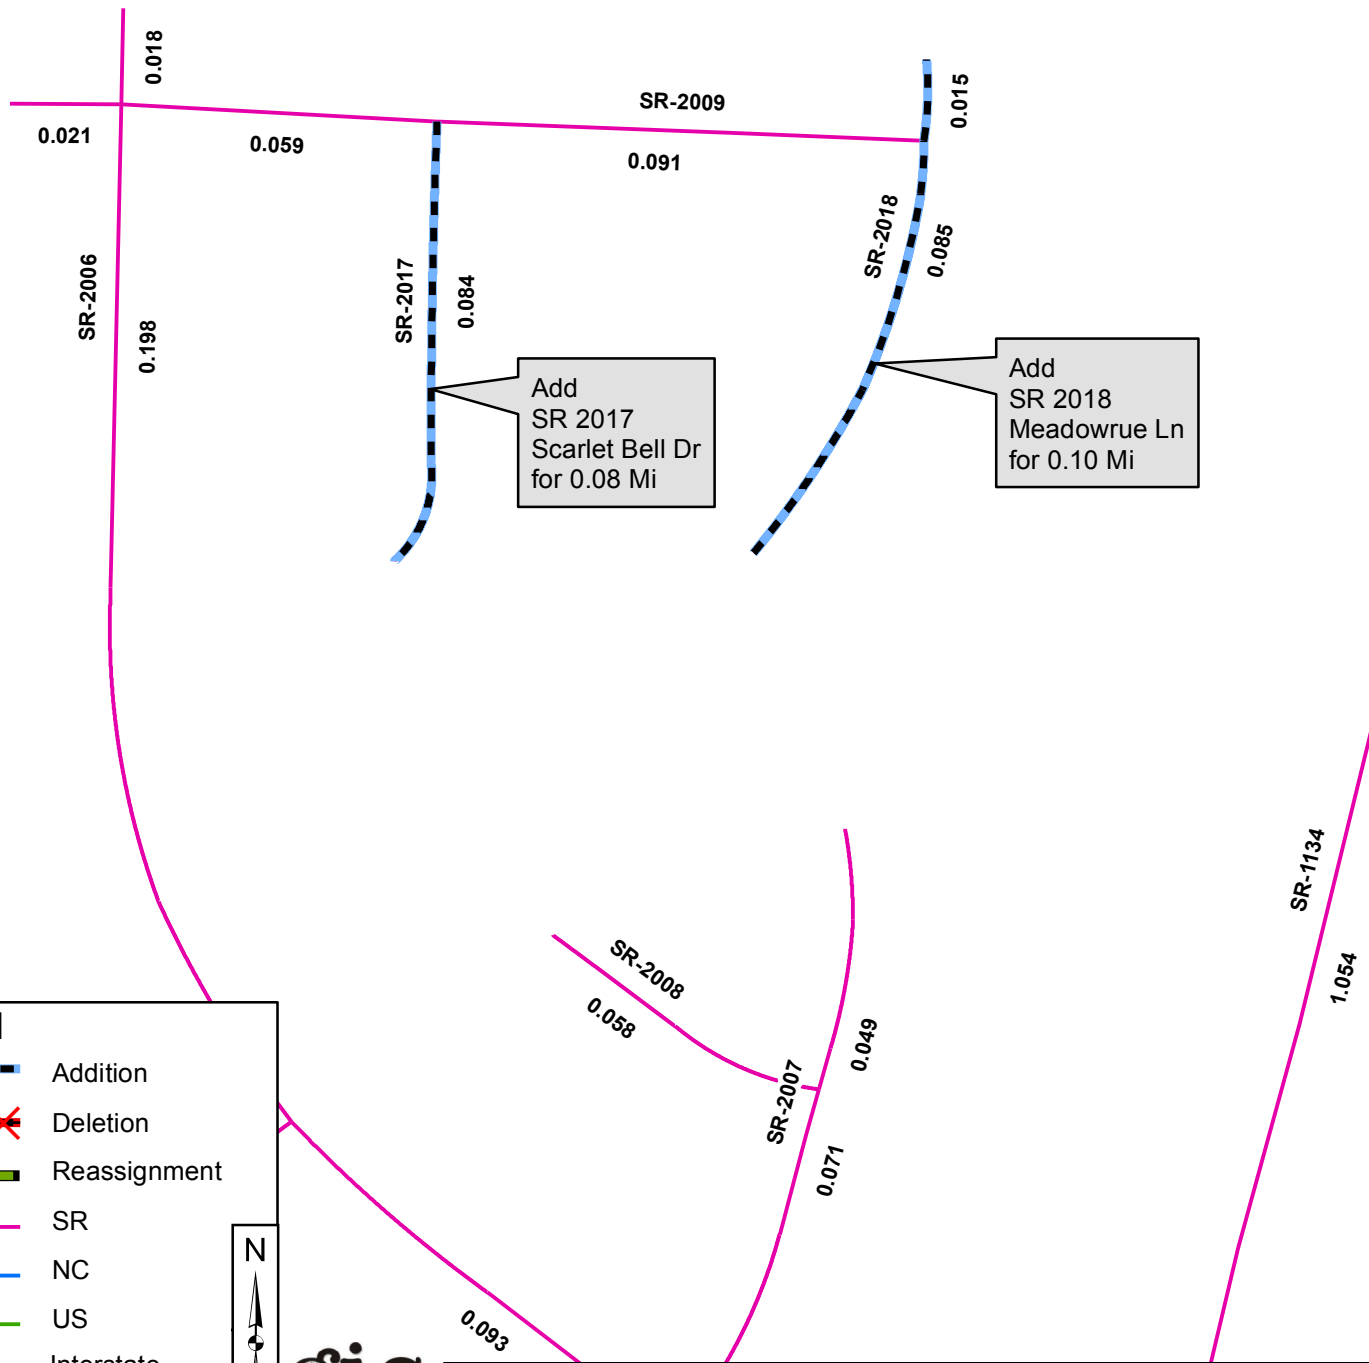 0.018
SR-2009
0.015
0.021
0.059
0.091
SR-2018
0.085
SR-2006
0.198
SR-2017
0.084
Add
SR 2017
Scarlet Bell Dr
for 0.08 Mi
Add
SR 2018
Meadowrue Ln
for 0.10 Mi
SR-1134
1.054
SR-2008
0.058
0.049
SR-2007
0.071
0.093
Addition
Deletion
Reassignment
SR
NC
US
Interstate
N